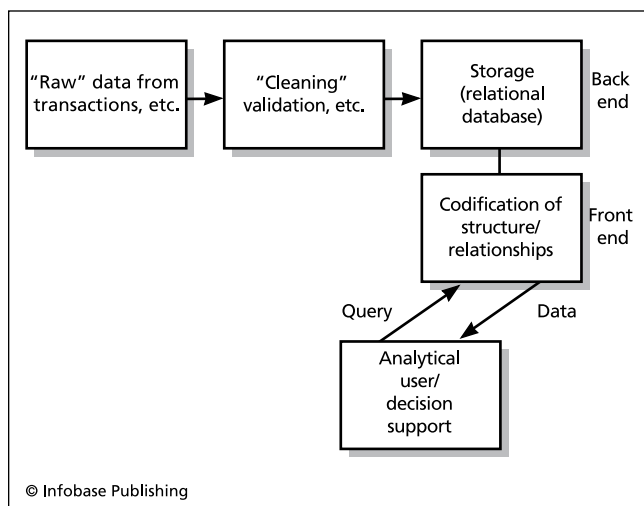 “Raw” data from
transactions, etc.
“Cleaning”
validation, etc.
Storage
(relational
database)
Back
end
Codification of
structure/
relationships
Front
end
Query
Data
Analytical
user/
decision
support
© Infobase Publishing